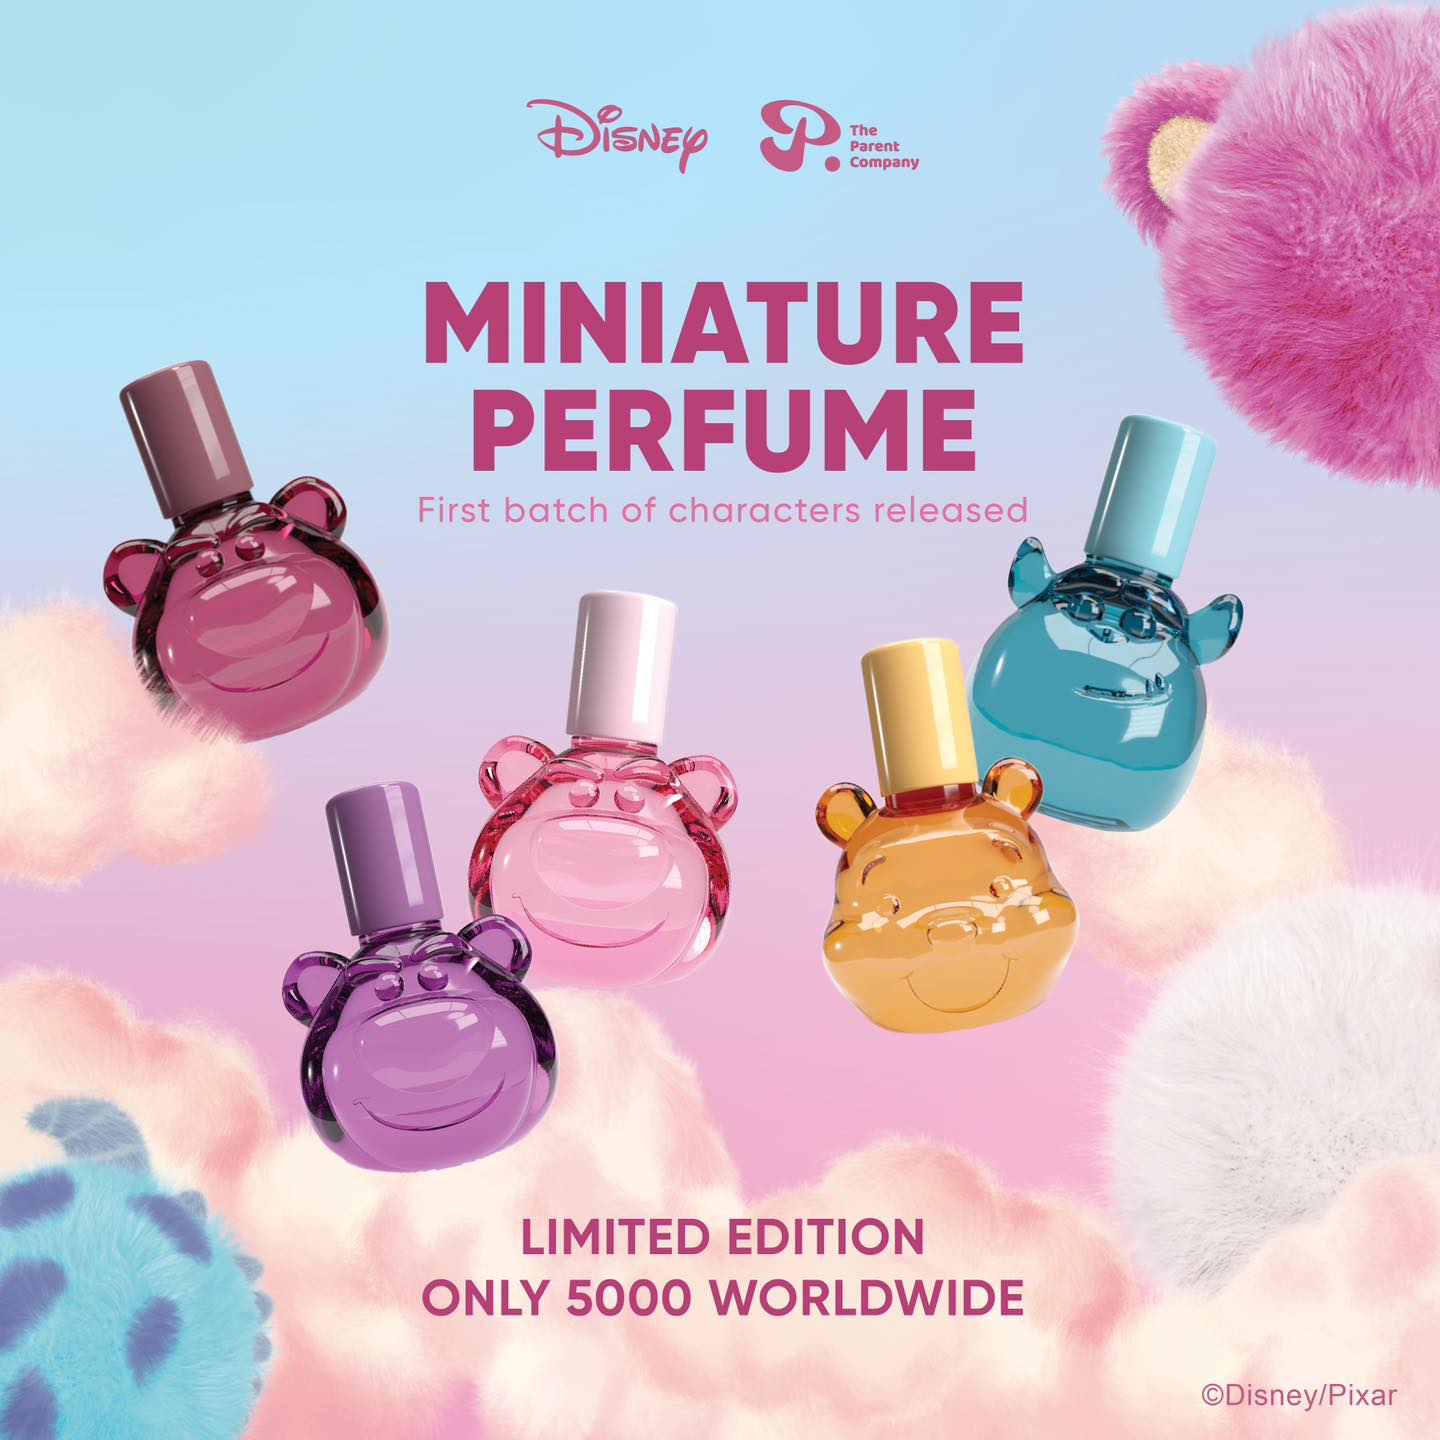 Disney
The
Parent
Company
MINIATURE
PERFUME
First batch of characters released
LIMITED EDITION
ONLY 5000 WORLDWIDE
©Disney/Pixar